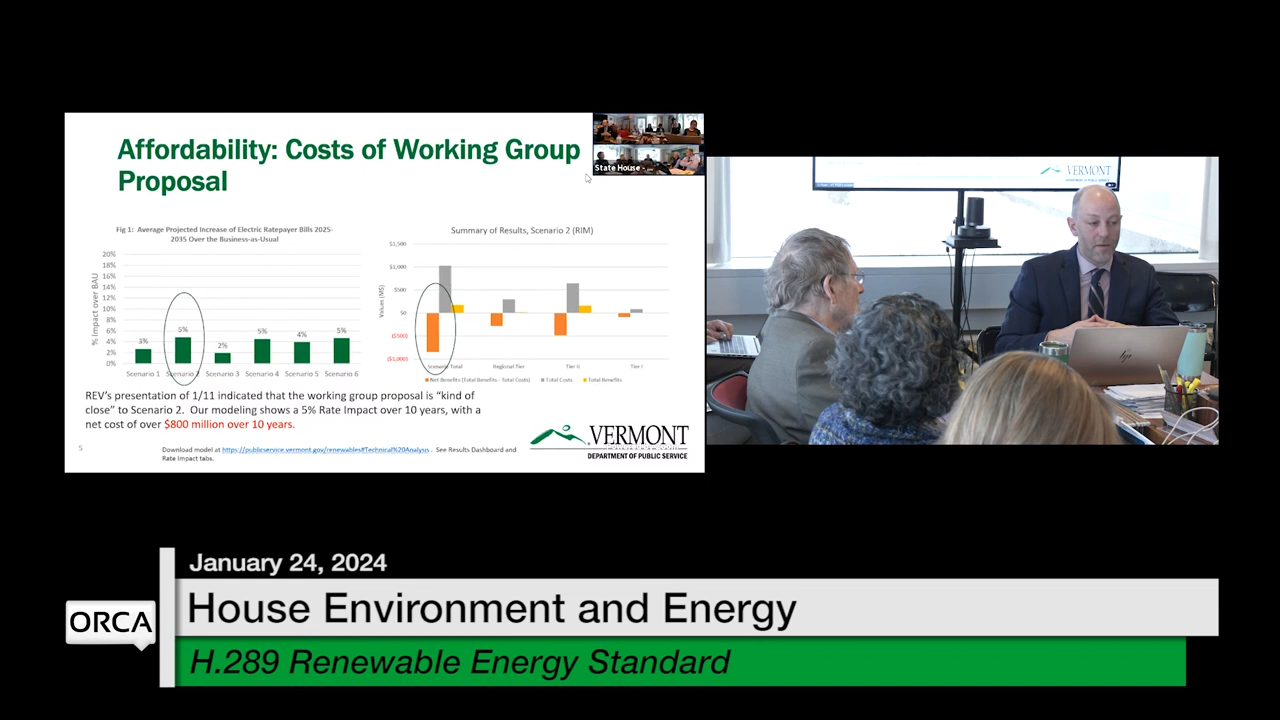 Affordability: Costs of Working Group
Proposal
State House
Fig 1: Average Projected Increase of Electric Ratepayer Bills 2025-
2035 Over the Business-as-Usual
% Impact over BAU
20%
18%
16%
14%
12%
10%
8%
6%
4%
2%
0%
3%
5%
2%
5%
4%
5%
Scenario 1
Scenario 2
Scenario 3
Scenario 4
Scenario 5
Scenario 6
Summary of Results, Scenario 2 (RIM)
Values (M$)
$1,500
$1,000
$500
$0
($500)
($1,000)
Scenario Total
Regional Tier
Tier II
Tier I
Net Benefits (Total Benefits - Total Costs)
Total Costs
Total Benefits
REV's presentation of 1/11 indicated that the working group proposal is "kind of
close" to Scenario 2. Our modeling shows a 5% Rate Impact over 10 years, with a
net cost of over $800 million over 10 years.
5
Download model at https://publicservice.vermont.gov/renewables#Technical%20Analysis . See Results Dashboard and
Rate Impact tabs.
VERMONT
DEPARTMENT OF PUBLIC SERVICE
VERMONT
hp
January 24, 2024
ORCA
House Environment and Energy
H.289 Renewable Energy Standard